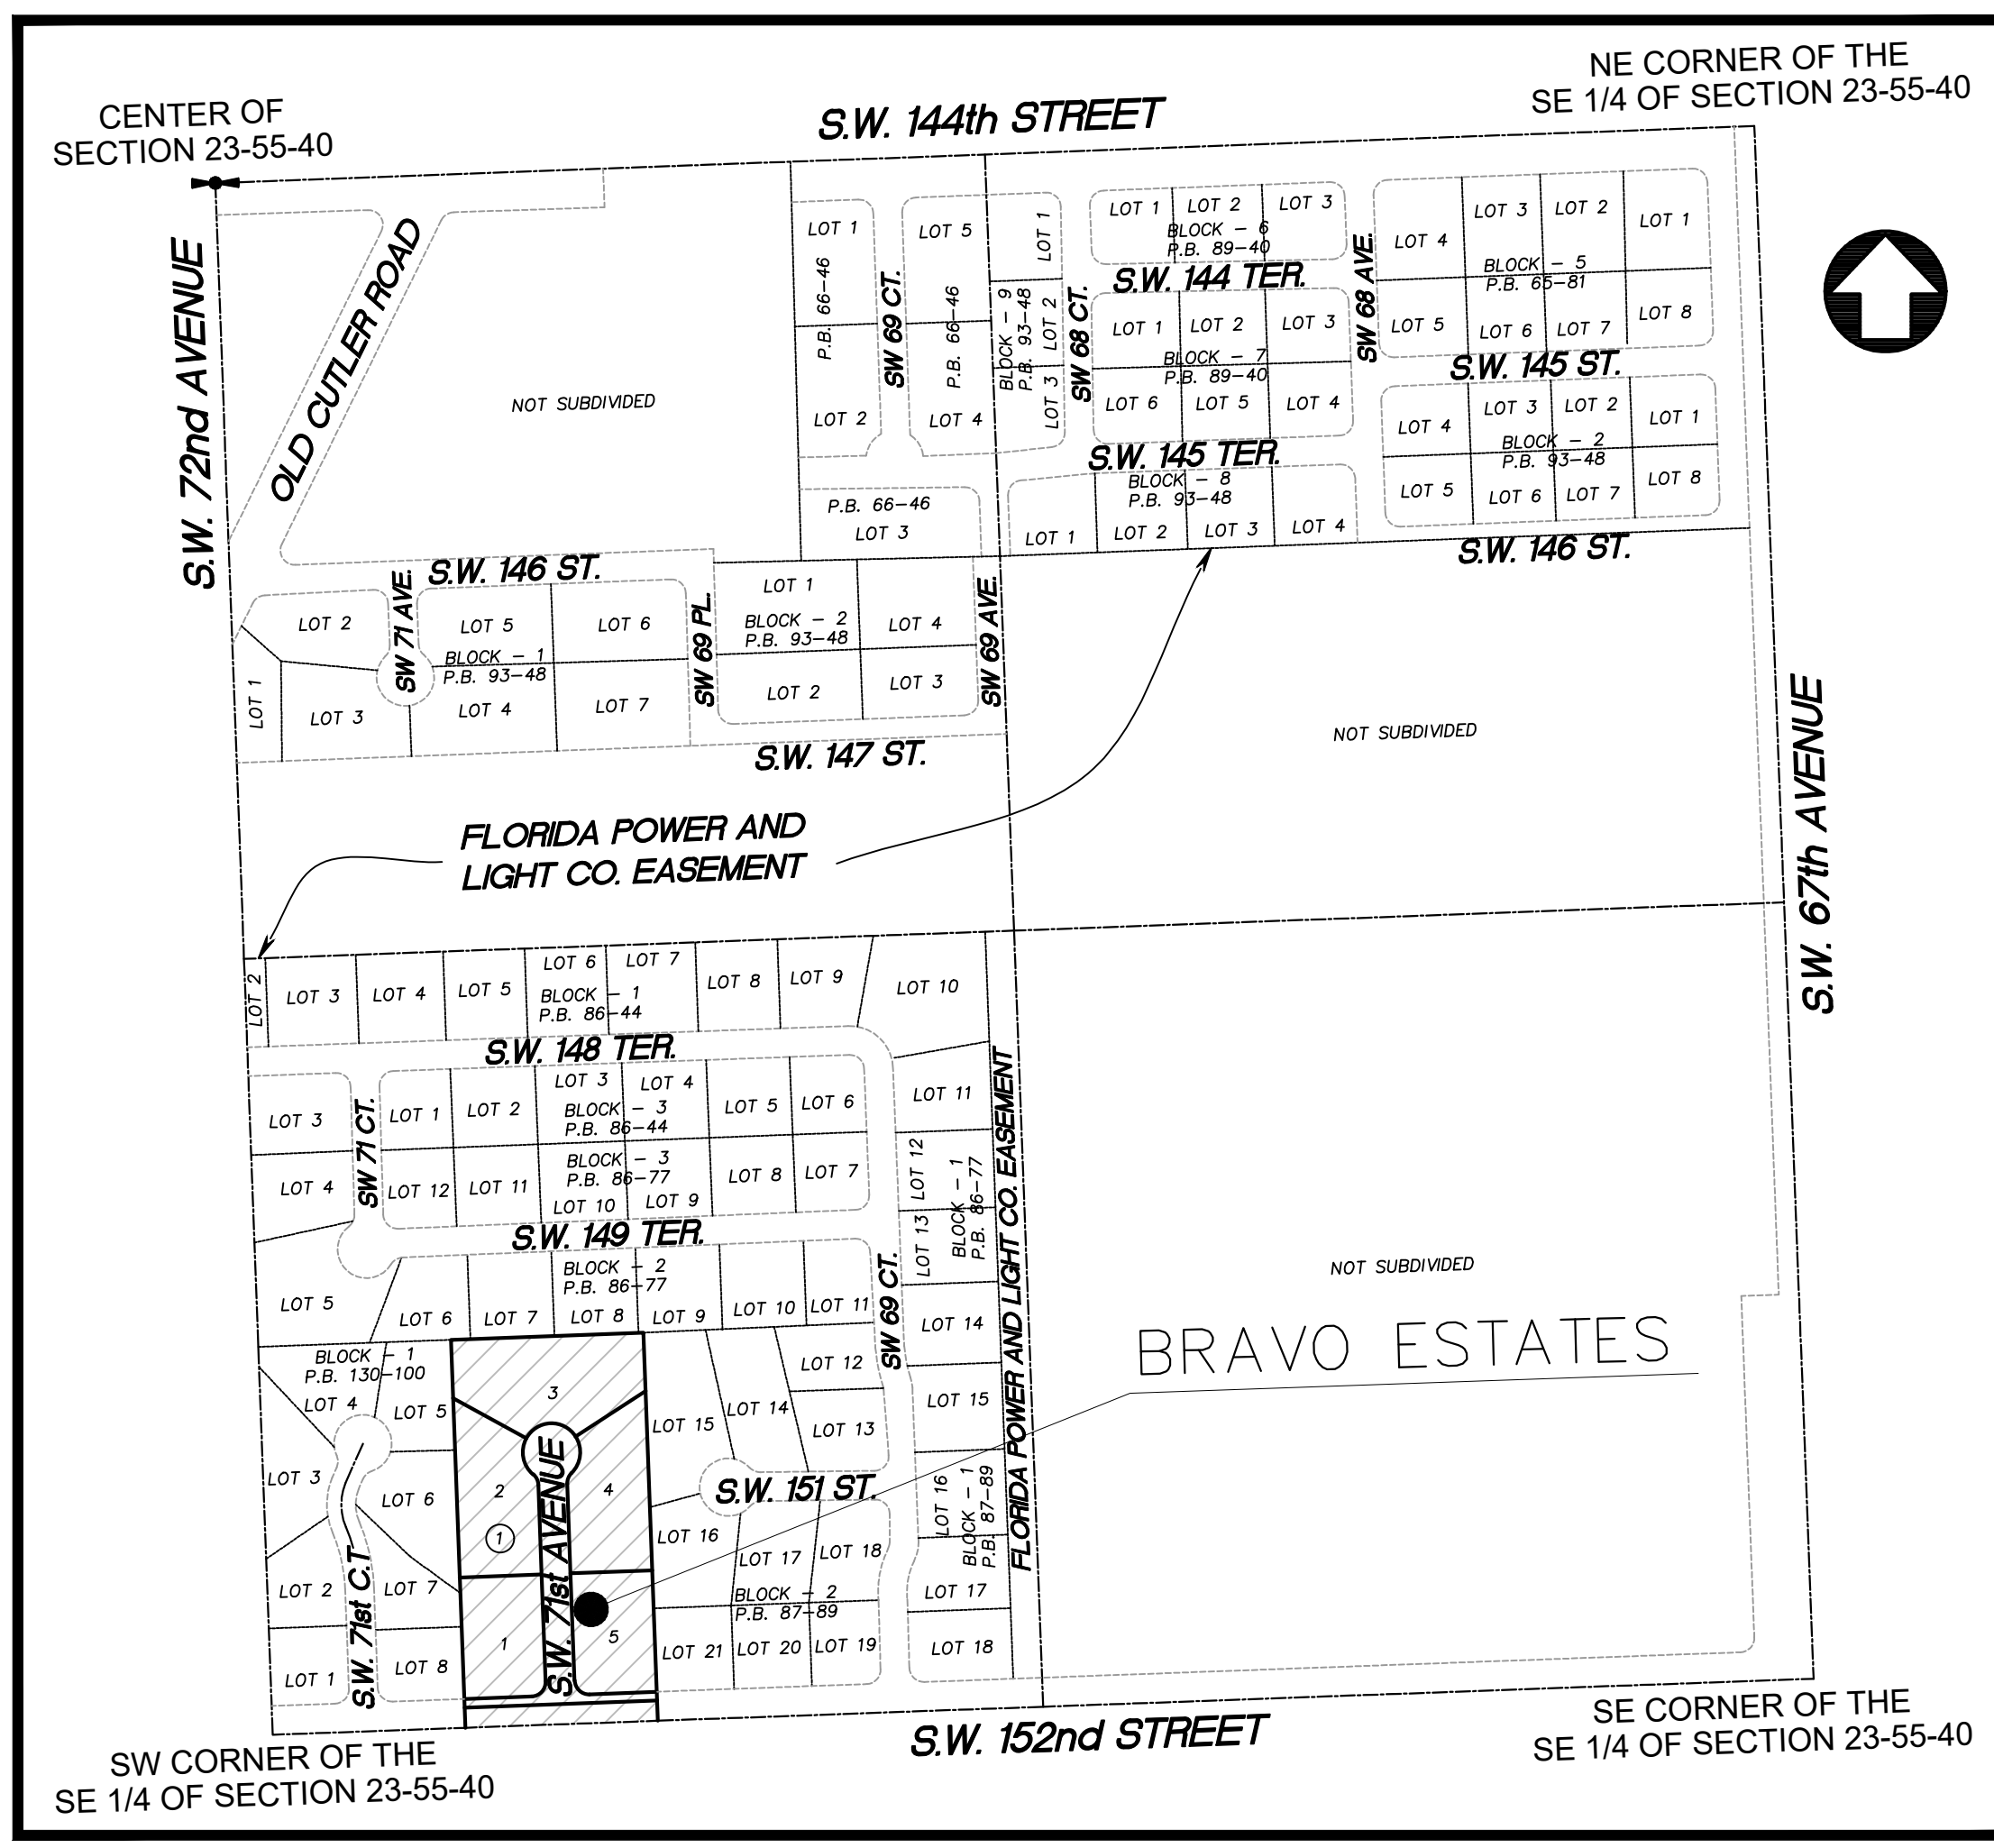 CENTER OF
SECTION 23-55-40
NE CORNER OF THE
SE 1/4 OF SECTION 23-55-40
S.W. 144th STREET
S.W. 72nd AVENUE
OLD CUTLER ROAD
NOT SUBDIVIDED
LOT 1
P.B. 66-46
LOT 2
SW 69 CT.
LOT 5
P.B. 66-46
LOT 4
P.B. 66-46
LOT 3
LOT 1
BLOCK - 9
P.B. 93-48
LOT 2
LOT 3
SW 68 CT.
LOT 1
LOT 2
LOT 3
BLOCK - 6
P.B. 89-40
S.W. 144 TER.
LOT 1
LOT 2
LOT 3
BLOCK - 7
P.B. 89-40
LOT 6
LOT 5
LOT 4
S.W. 145 TER.
BLOCK - 8
P.B. 93-48
LOT 1
LOT 2
LOT 3
LOT 4
SW 68 AVE.
LOT 4
LOT 3
LOT 2
LOT 1
BLOCK - 5
P.B. 65-81
LOT 5
LOT 6
LOT 7
LOT 8
S.W. 145 ST.
LOT 4
LOT 3
LOT 2
LOT 1
BLOCK - 2
P.B. 93-48
LOT 5
LOT 6
LOT 7
LOT 8
S.W. 146 ST.
S.W. 146 ST.
LOT 2
LOT 1
LOT 3
SW 71 AVE.
LOT 5
LOT 6
BLOCK - 1
P.B. 93-48
LOT 4
LOT 7
SW 69 PL.
LOT 1
BLOCK - 2
P.B. 93-48
LOT 4
LOT 2
LOT 3
SW 69 AVE.
S.W. 147 ST.
NOT SUBDIVIDED
S.W. 67th AVENUE
FLORIDA POWER AND
LIGHT CO. EASEMENT
LOT 2
LOT 3
LOT 4
LOT 5
LOT 6
LOT 7
BLOCK - 1
P.B. 86-44
LOT 8
LOT 9
LOT 10
S.W. 148 TER.
LOT 3
LOT 4
SW 71 CT.
LOT 1
LOT 2
LOT 3
LOT 4
BLOCK - 3
P.B. 86-44
LOT 5
LOT 6
BLOCK - 3
P.B. 86-77
LOT 12
LOT 11
LOT 10
LOT 9
LOT 8
LOT 7
LOT 11
LOT 12
LOT 13
BLOCK - 1
P.B. 86-77
FLORIDA POWER AND LIGHT CO. EASEMENT
S.W. 149 TER.
BLOCK - 2
P.B. 86-77
LOT 5
LOT 6
LOT 7
LOT 8
LOT 9
LOT 10
LOT 11
SW 69 CT.
LOT 14
LOT 15
LOT 16
BLOCK - 1
P.B. 87-89
LOT 17
LOT 18
NOT SUBDIVIDED
BRAVO ESTATES
BLOCK - 1
P.B. 130-100
LOT 4
LOT 5
LOT 3
LOT 6
LOT 2
LOT 7
LOT 1
LOT 8
S.W. 71st C.T
3
2
4
1
1
5
S.W. 71st AVENUE
LOT 12
LOT 15
LOT 14
LOT 13
S.W. 151 ST.
LOT 16
LOT 17
LOT 18
BLOCK - 2
P.B. 87-89
LOT 21
LOT 20
LOT 19
S.W. 152nd STREET
SW CORNER OF THE
SE 1/4 OF SECTION 23-55-40
SE CORNER OF THE
SE 1/4 OF SECTION 23-55-40